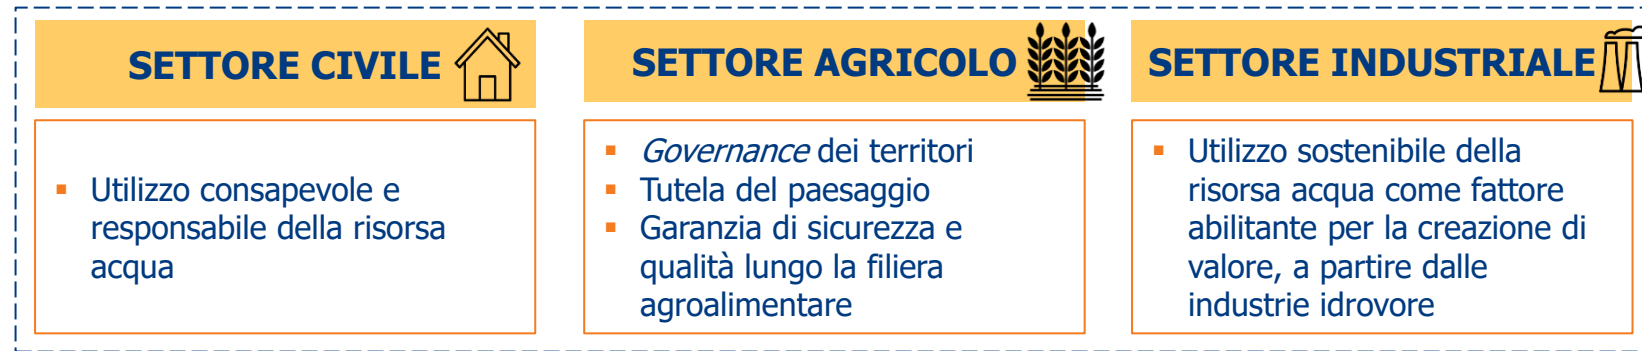 SETTORE CIVILE
▪ Utilizzo consapevole e
responsabile della risorsa
acqua
SETTORE AGRICOLO
▪ Governance dei territori
▪ Tutela del paesaggio
▪ Garanzia di sicurezza e
qualità lungo la filiera
agroalimentare
SETTORE INDUSTRIALE
▪ Utilizzo sostenibile della
risorsa acqua come fattore
abilitante per la creazione di
valore, a partire dalle
industrie idrovore